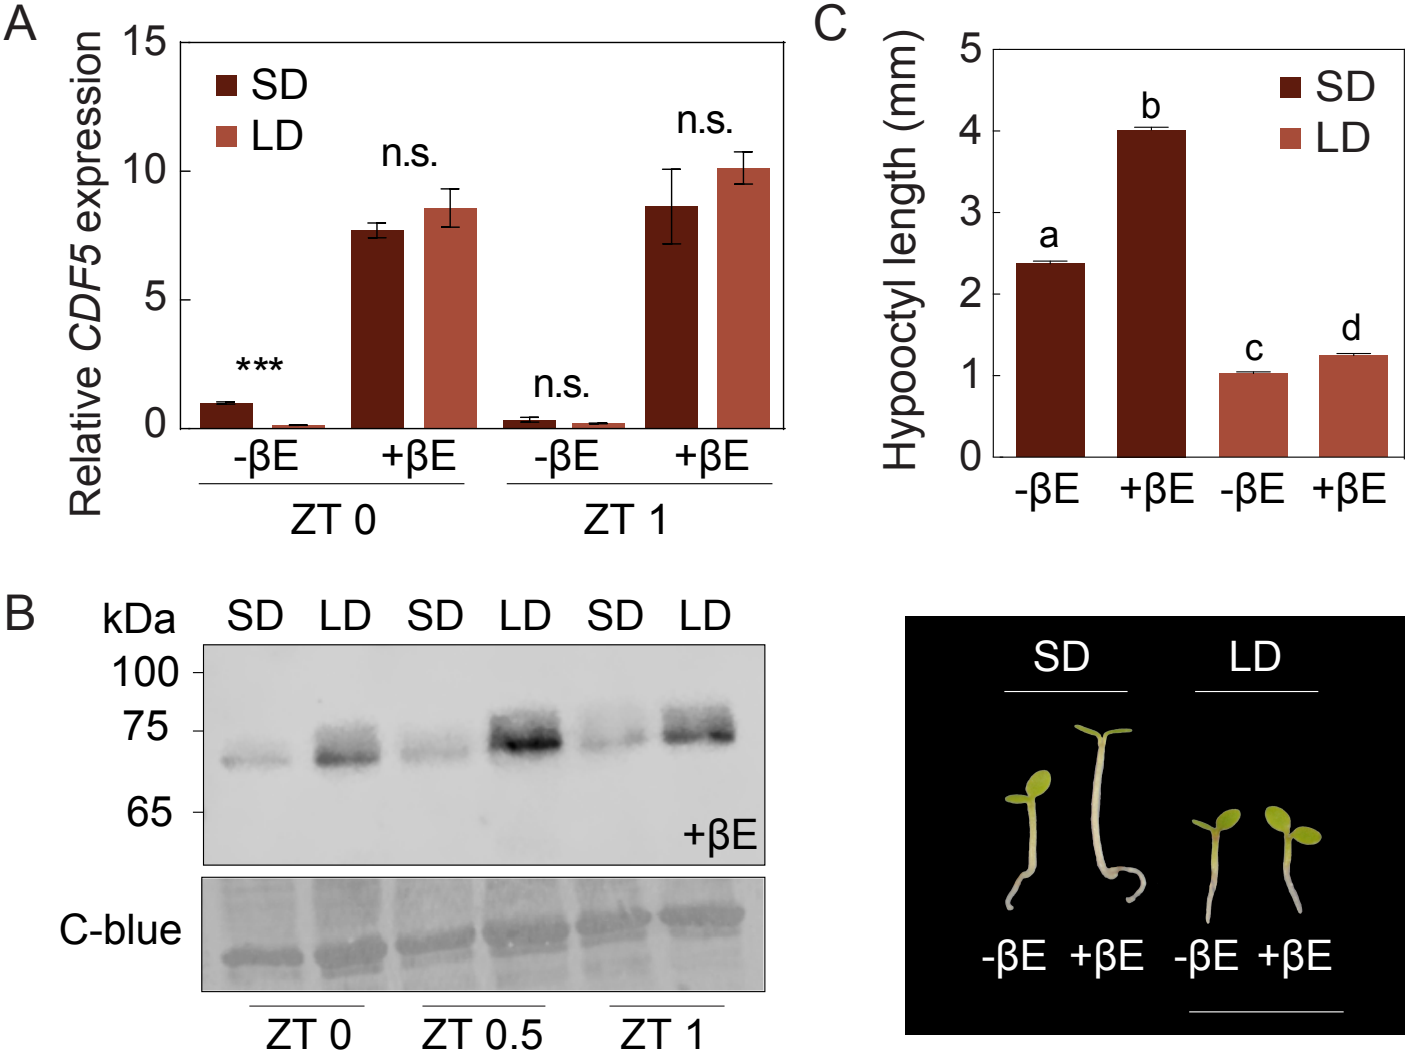 A
Relative CDF5 expression
15
10
5
0
SD
LD
***
n.s.
n.s.
n.s.
-βE
+βE
-βE
+βE
ZT 0
ZT 1
C
Hypooctyl length (mm)
5
4
3
2
1
0
SD
LD
a
b
c
d
-βE
+βE
-βE
+βE
B
kDa
SD
LD
SD
LD
SD
LD
100
75
65
+βE
C-blue
ZT 0
ZT 0.5
ZT 1
SD
LD
-βE
+βE
-βE
+βE